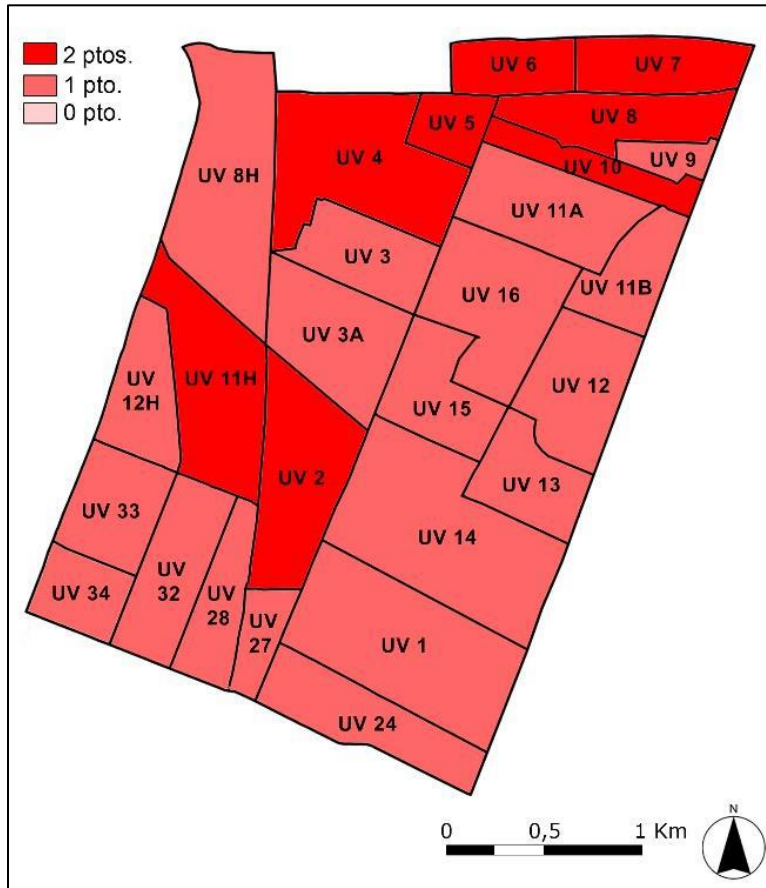 2 ptos.
1 pto.
0 pto.
UV 6
UV 7
UV 5
UV 8
UV 4
UV 10
UV 9
UV 8H
UV 11A
UV 3
UV 11B
UV 16
UV 3A
UV 12
UV
12H
UV 11H
UV 15
UV 2
UV 13
UV 33
UV 14
UV 34
UV
32
UV
28
UV
27
UV 1
UV 24
N
0
0,5
1 Km